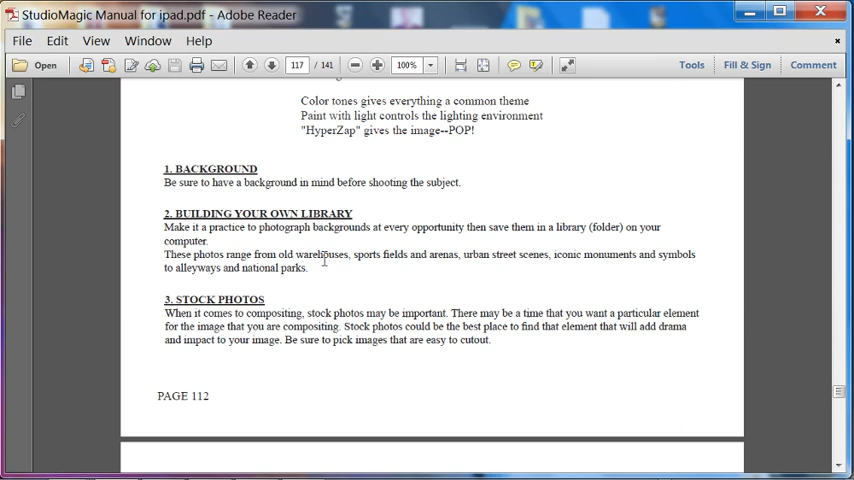 StudioMagic Manual for ipad.pdf - Adobe Reader
File Edit View Window Help
Open 117 / 141 100% Tools Fill & Sign Comment
Color tones gives everything a common theme
Paint with light controls the lighting environment
"HyperZap" gives the image--POP!
1. BACKGROUND
Be sure to have a background in mind before shooting the subject.
2. BUILDING YOUR OWN LIBRARY
Make it a practice to photograph backgrounds at every opportunity then save them in a library (folder) on your
computer.
These photos range from old warehouses, sports fields and arenas, urban street scenes, iconic monuments and symbols
to alleyways and national parks.
3. STOCK PHOTOS
When it comes to compositing, stock photos may be important. There may be a time that you want a particular element
for the image that you are compositing. Stock photos could be the best place to find that element that will add drama
and impact to your image. Be sure to pick images that are easy to cutout.
PAGE 112